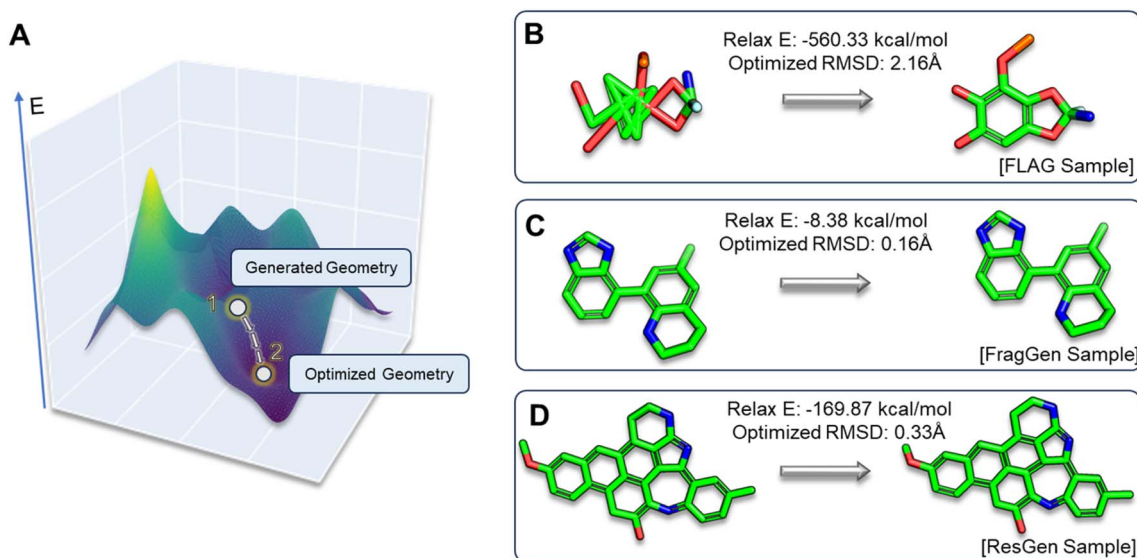 A
E
Generated Geometry
1
2
Optimized Geometry
B
Relax E: -560.33 kcal/mol
Optimized RMSD: 2.16Å
[FLAG Sample]
C
Relax E: -8.38 kcal/mol
Optimized RMSD: 0.16Å
[FragGen Sample]
D
Relax E: -169.87 kcal/mol
Optimized RMSD: 0.33Å
[ResGen Sample]